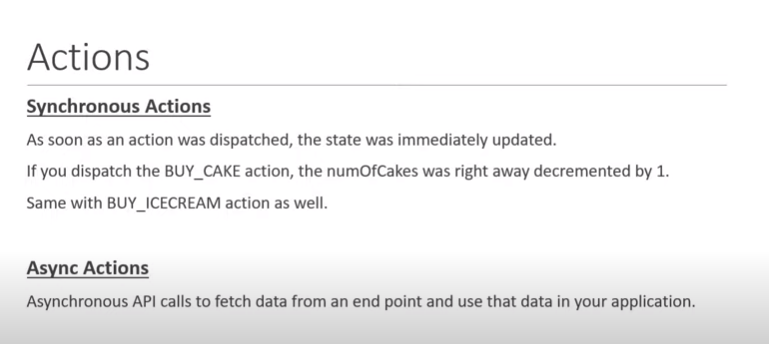 Actions
Synchronous Actions
As soon as an action was dispatched, the state was immediately updated.
If you dispatch the BUY_CAKE action, the numOfCakes was right away decremented by 1.
Same with BUY_ICECREAM action as well.
Async Actions
Asynchronous API calls to fetch data from an end point and use that data in your application.